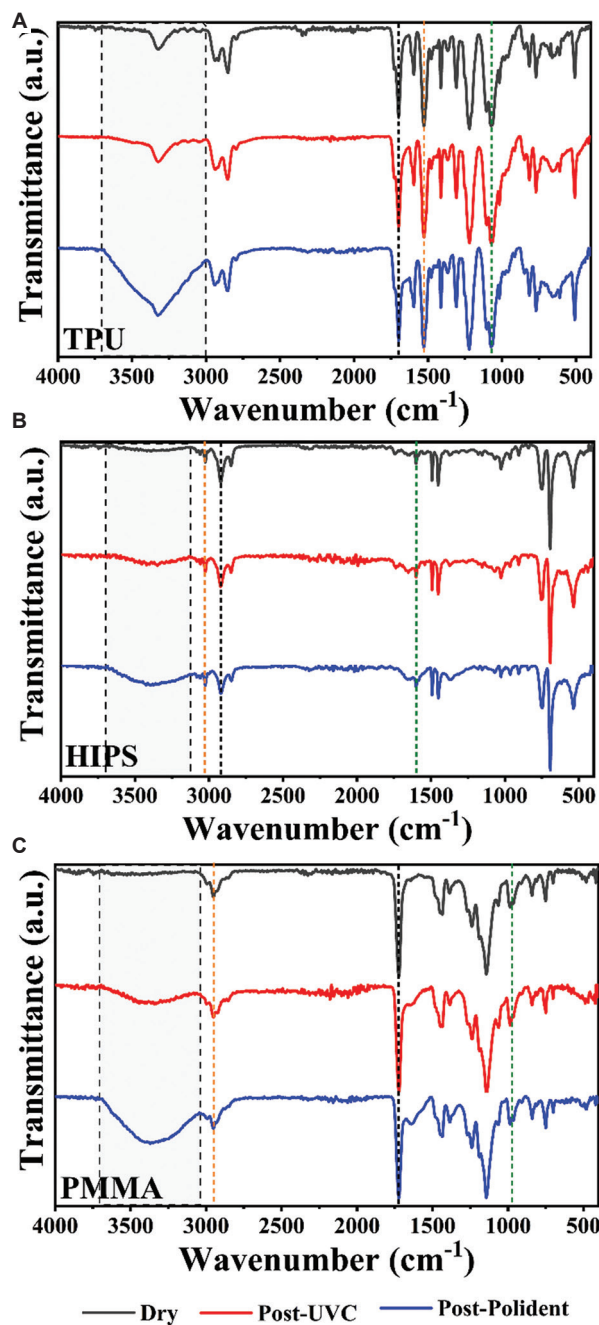 A
Transmittance (a.u.)
TPU
4000 3500 3000 2500 2000 1500 1000 500
Wavenumber (cm⁻¹)
B
Transmittance (a.u.)
HIPS
4000 3500 3000 2500 2000 1500 1000 500
Wavenumber (cm⁻¹)
C
Transmittance (a.u.)
PMMA
4000 3500 3000 2500 2000 1500 1000 500
Wavenumber (cm⁻¹)
Dry Post-UVC Post-Polident